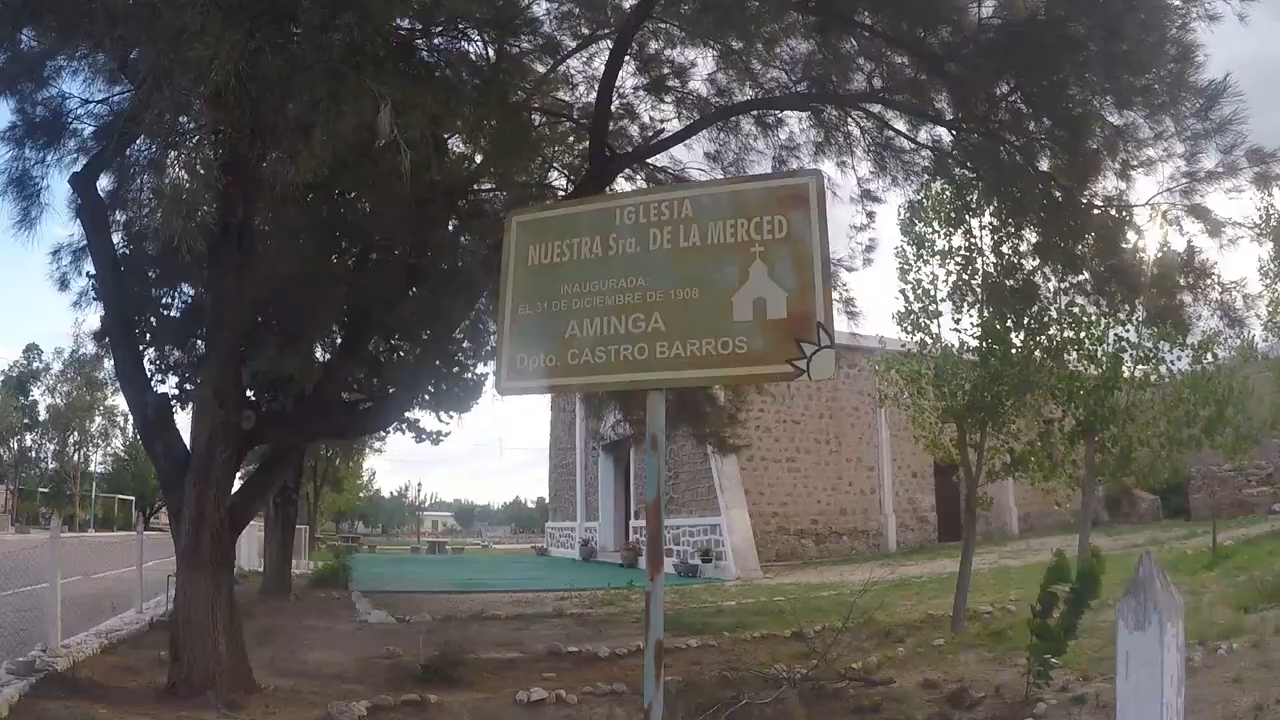 IGLESIA
NUESTRA Sra. DE LA MERCED
INAUGURADA:
EL 31 DE DICIEMBRE DE 1908
AMINGA
Dpto. CASTRO BARROS